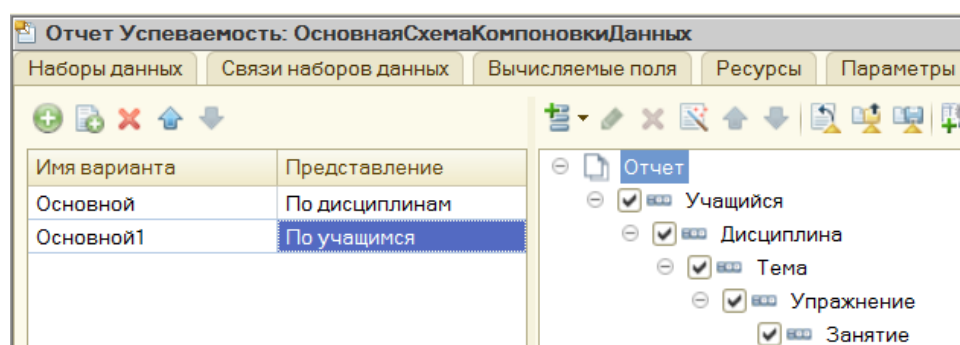 Отчет Успеваемость: ОсновнаяСхемаКомпоновкиДанных
Наборы данных Связи наборов данных Вычисляемые поля Ресурсы Параметры
Имя варианта Представление
Основной По дисциплинам
Основной1 По учащимся
Отчет
Учащийся
Дисциплина
Тема
Упражнение
Занятие